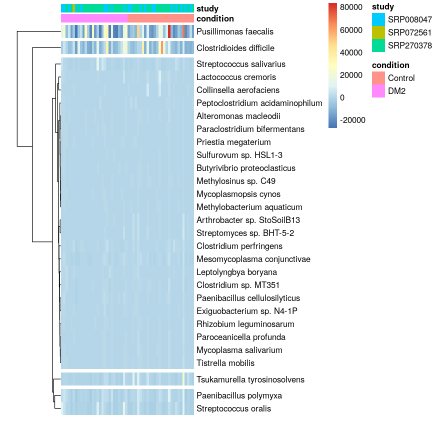 study
condition
Pusillimonas faecalis
Clostridioides difficile
Streptococcus salivarius
Lactococcus cremoris
Collinsella aerofaciens
Peptoclostridium acidaminophilum
Alteromonas macleodii
Paraclostridium bifermentans
Priestia megaterium
Sulfurovum sp. HSL1-3
Butyrivibrio proteoclasticus
Methylosinus sp. C49
Mycoplasmopsis cynos
Methylobacterium aquaticum
Arthrobacter sp. StoSoilB13
Streptomyces sp. BHT-5-2
Clostridium perfringens
Mesomycoplasma conjunctivae
Leptolyngbya boryana
Clostridium sp. MT351
Paenibacillus cellulosilyticus
Exiguobacterium sp. N4-1P
Rhizobium leguminosarum
Paroceanicella profunda
Mycoplasma salivarium
Tistrella mobilis
Tsukamurella tyrosinosolvens
Paenibacillus polymyxa
Streptococcus oralis
80000
60000
40000
20000
0
-20000
study
SRP008047
SRP072561
SRP270378
condition
Control
DM2